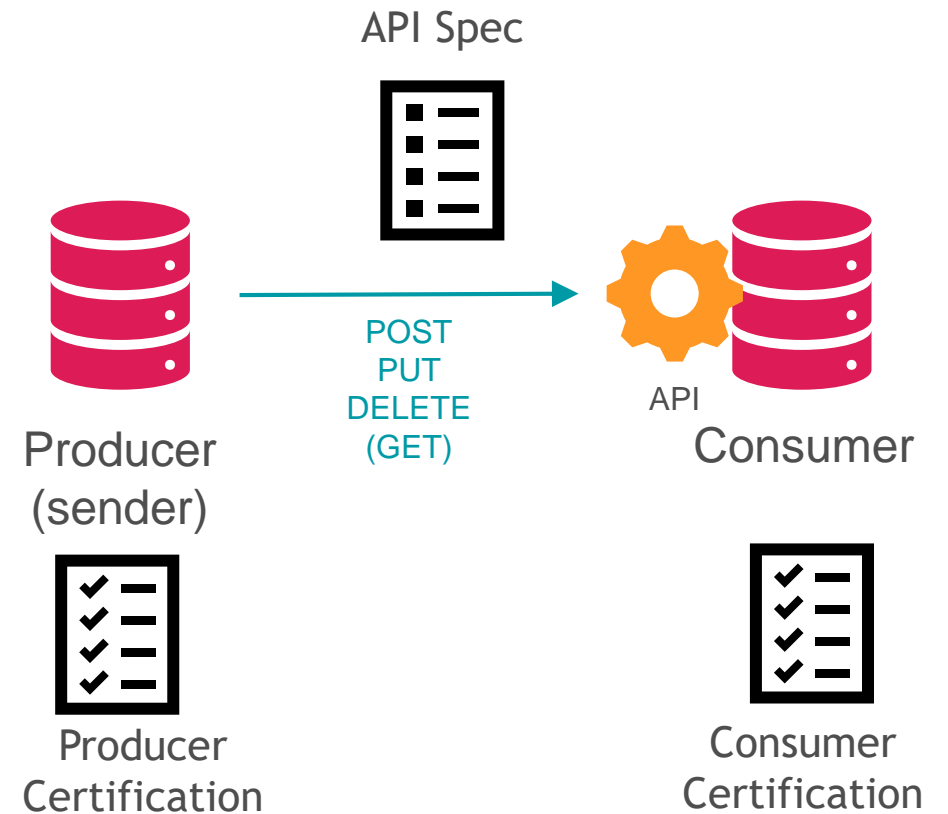 API Spec
POST
PUT
DELETE
(GET)
API
Producer
(sender)
Consumer
Producer
Certification
Consumer
Certification